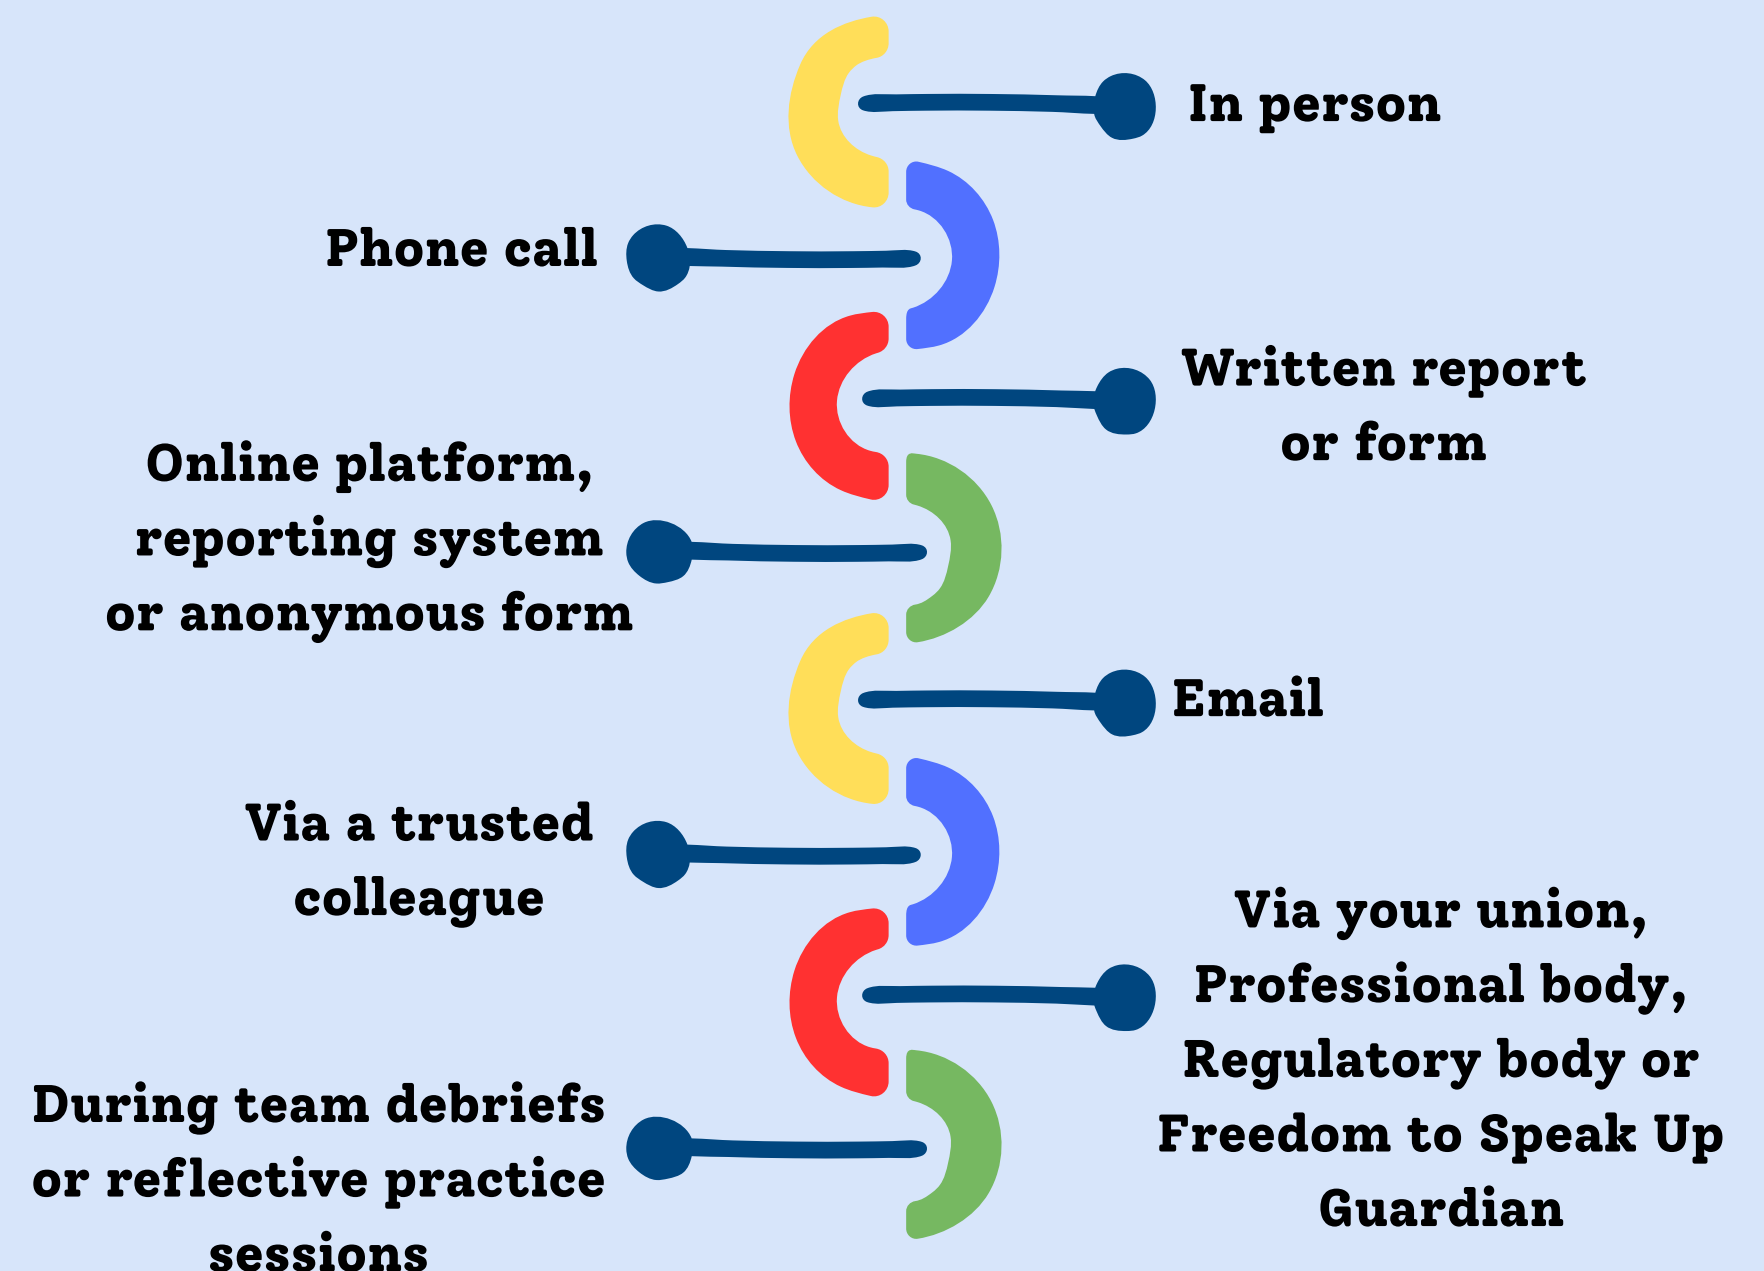 In person
Phone call
Written report
or form
Online platform,
reporting system
or anonymous form
Email
Via a trusted
colleague
Via your union,
Professional body,
Regulatory body or
Freedom to Speak Up
Guardian
During team debriefs
or reflective practice
sessions